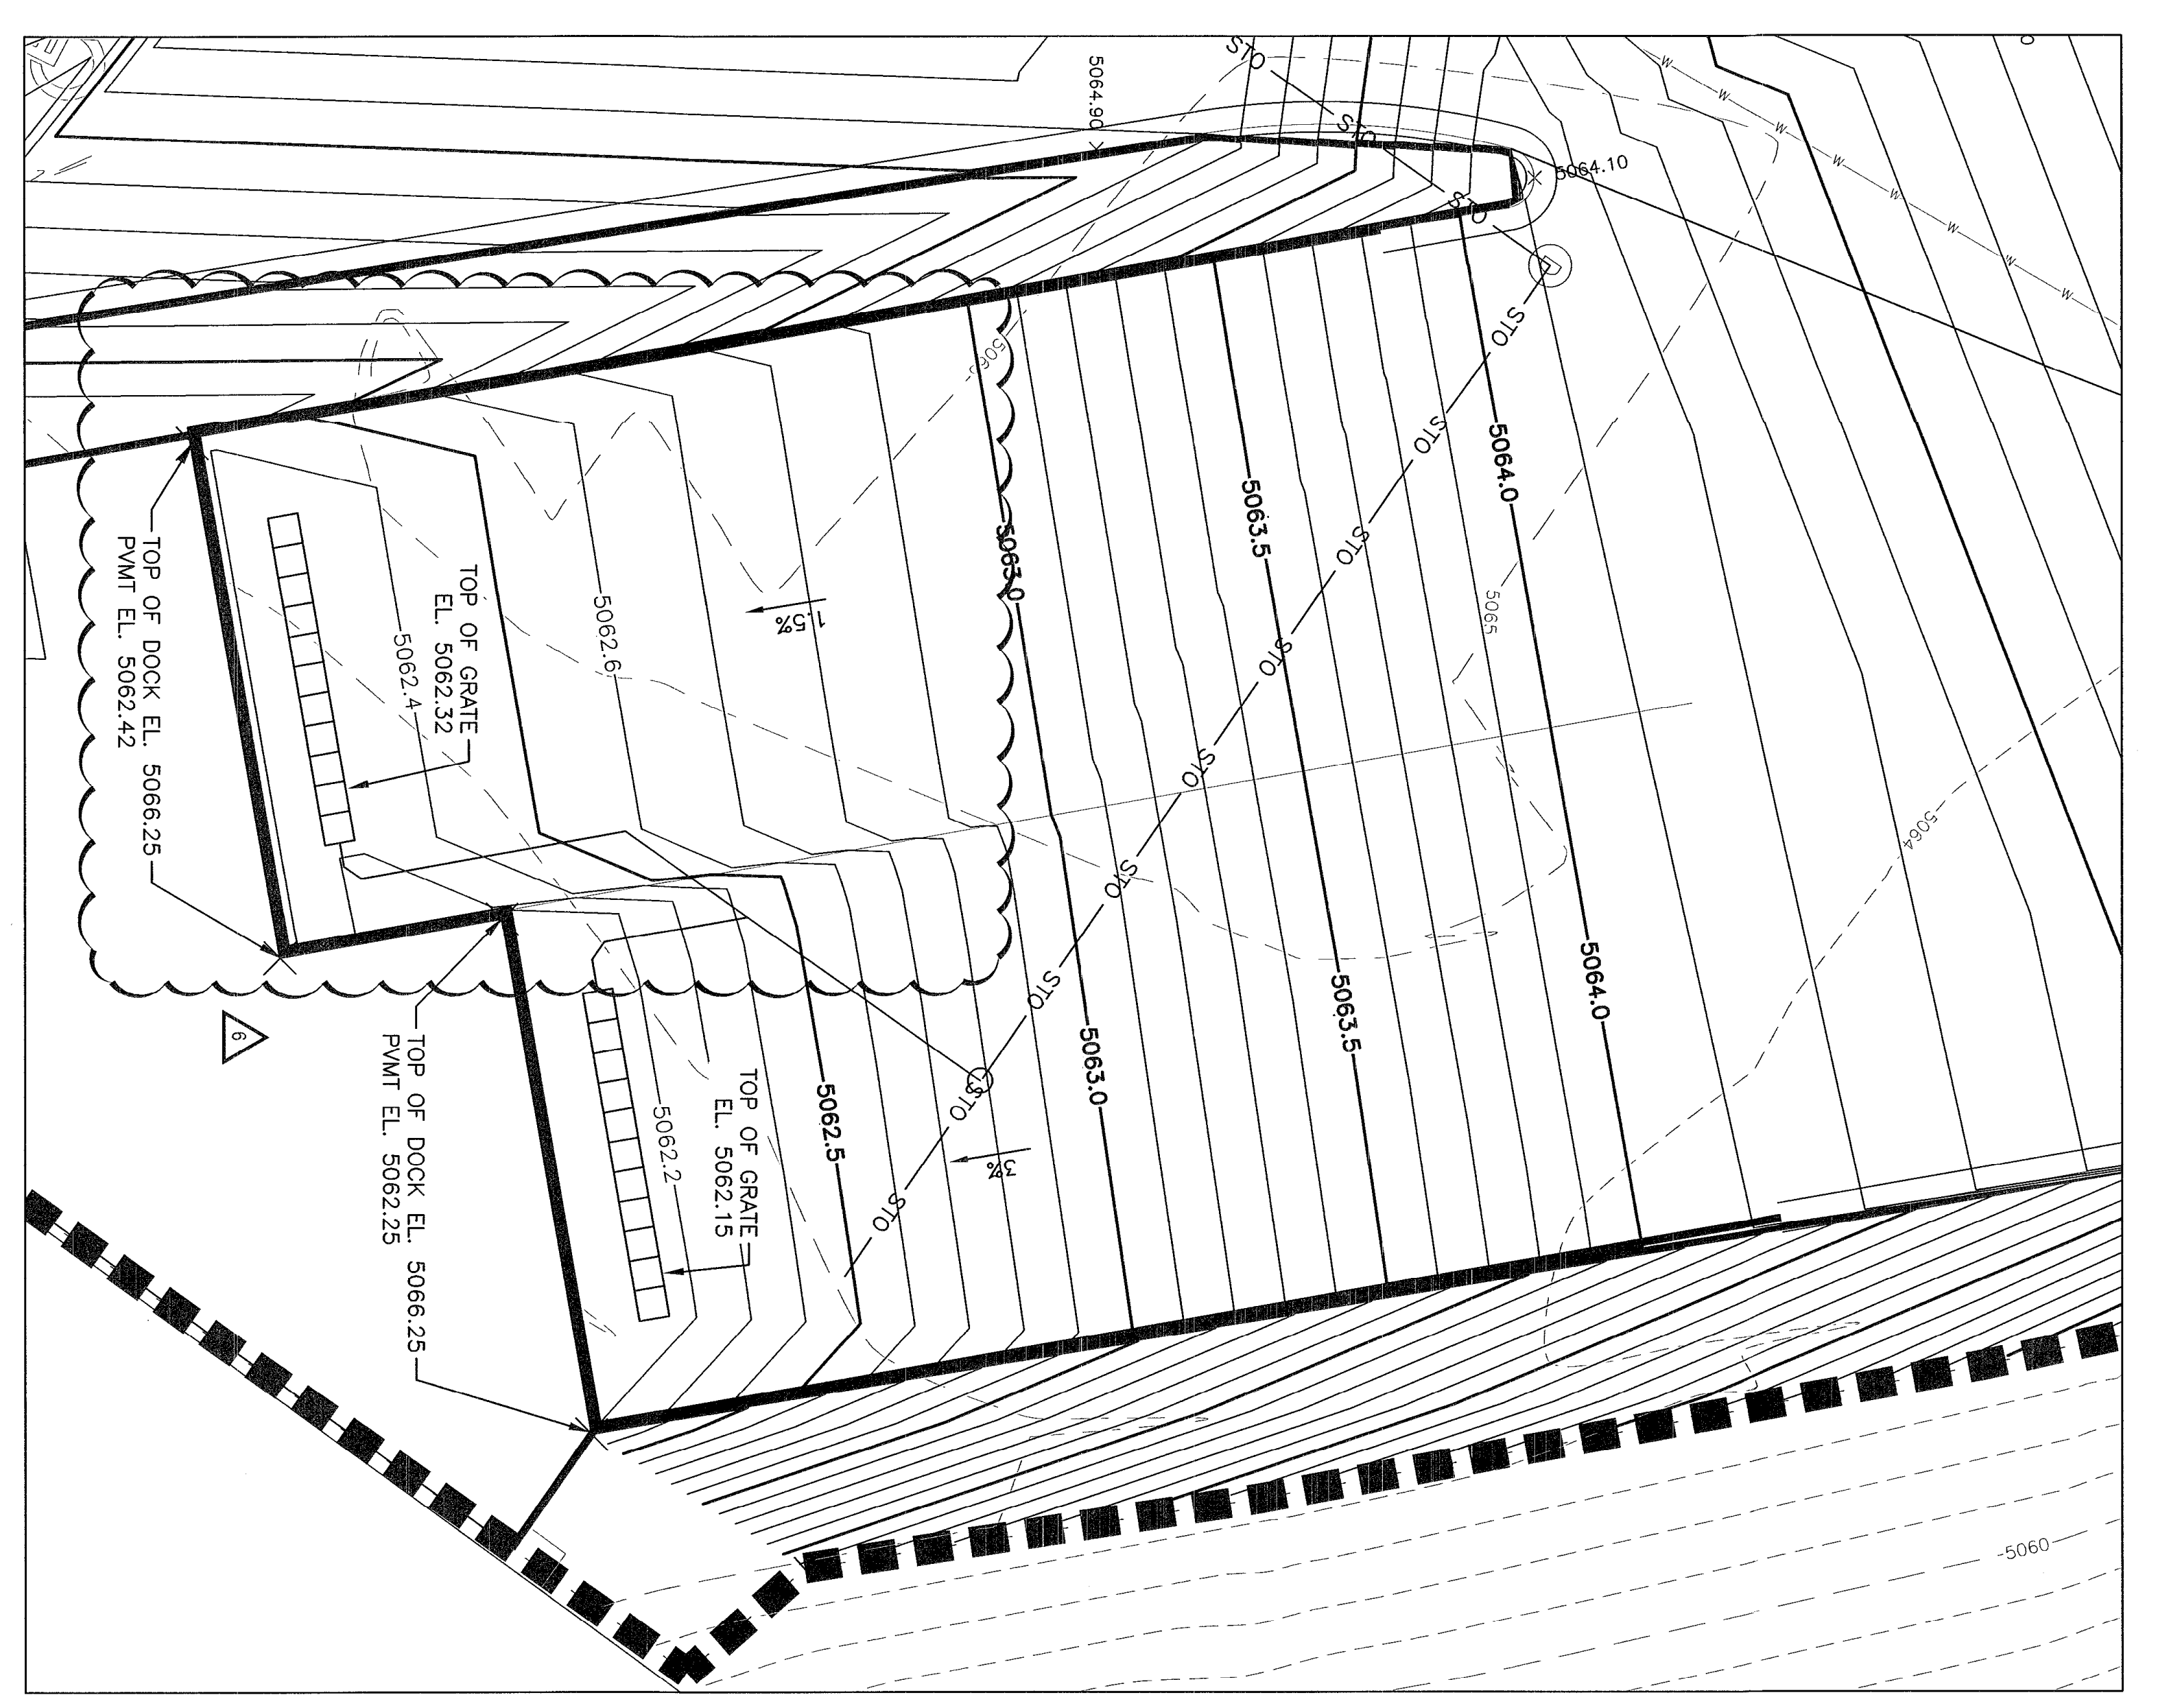 STO
5064.90
STO
5064.10
STO
W
W
W
W
W
W
W
W
STO
5064.0
STO
5063.5
STO
5063.0
5065
TOP OF DOCK EL. 5066.25
PVMT EL. 5062.42
TOP OF GRATE
EL. 5062.32
5062.4
5062.6
1.5%
STO
STO
STO
5064
STO
5064.0
5063.5
STO
5063.0
6
TOP OF DOCK EL. 5066.25
PVMT EL. 5062.25
TOP OF GRATE
EL. 5062.15
5062.2
5062.5
STO
3%
STO
5060